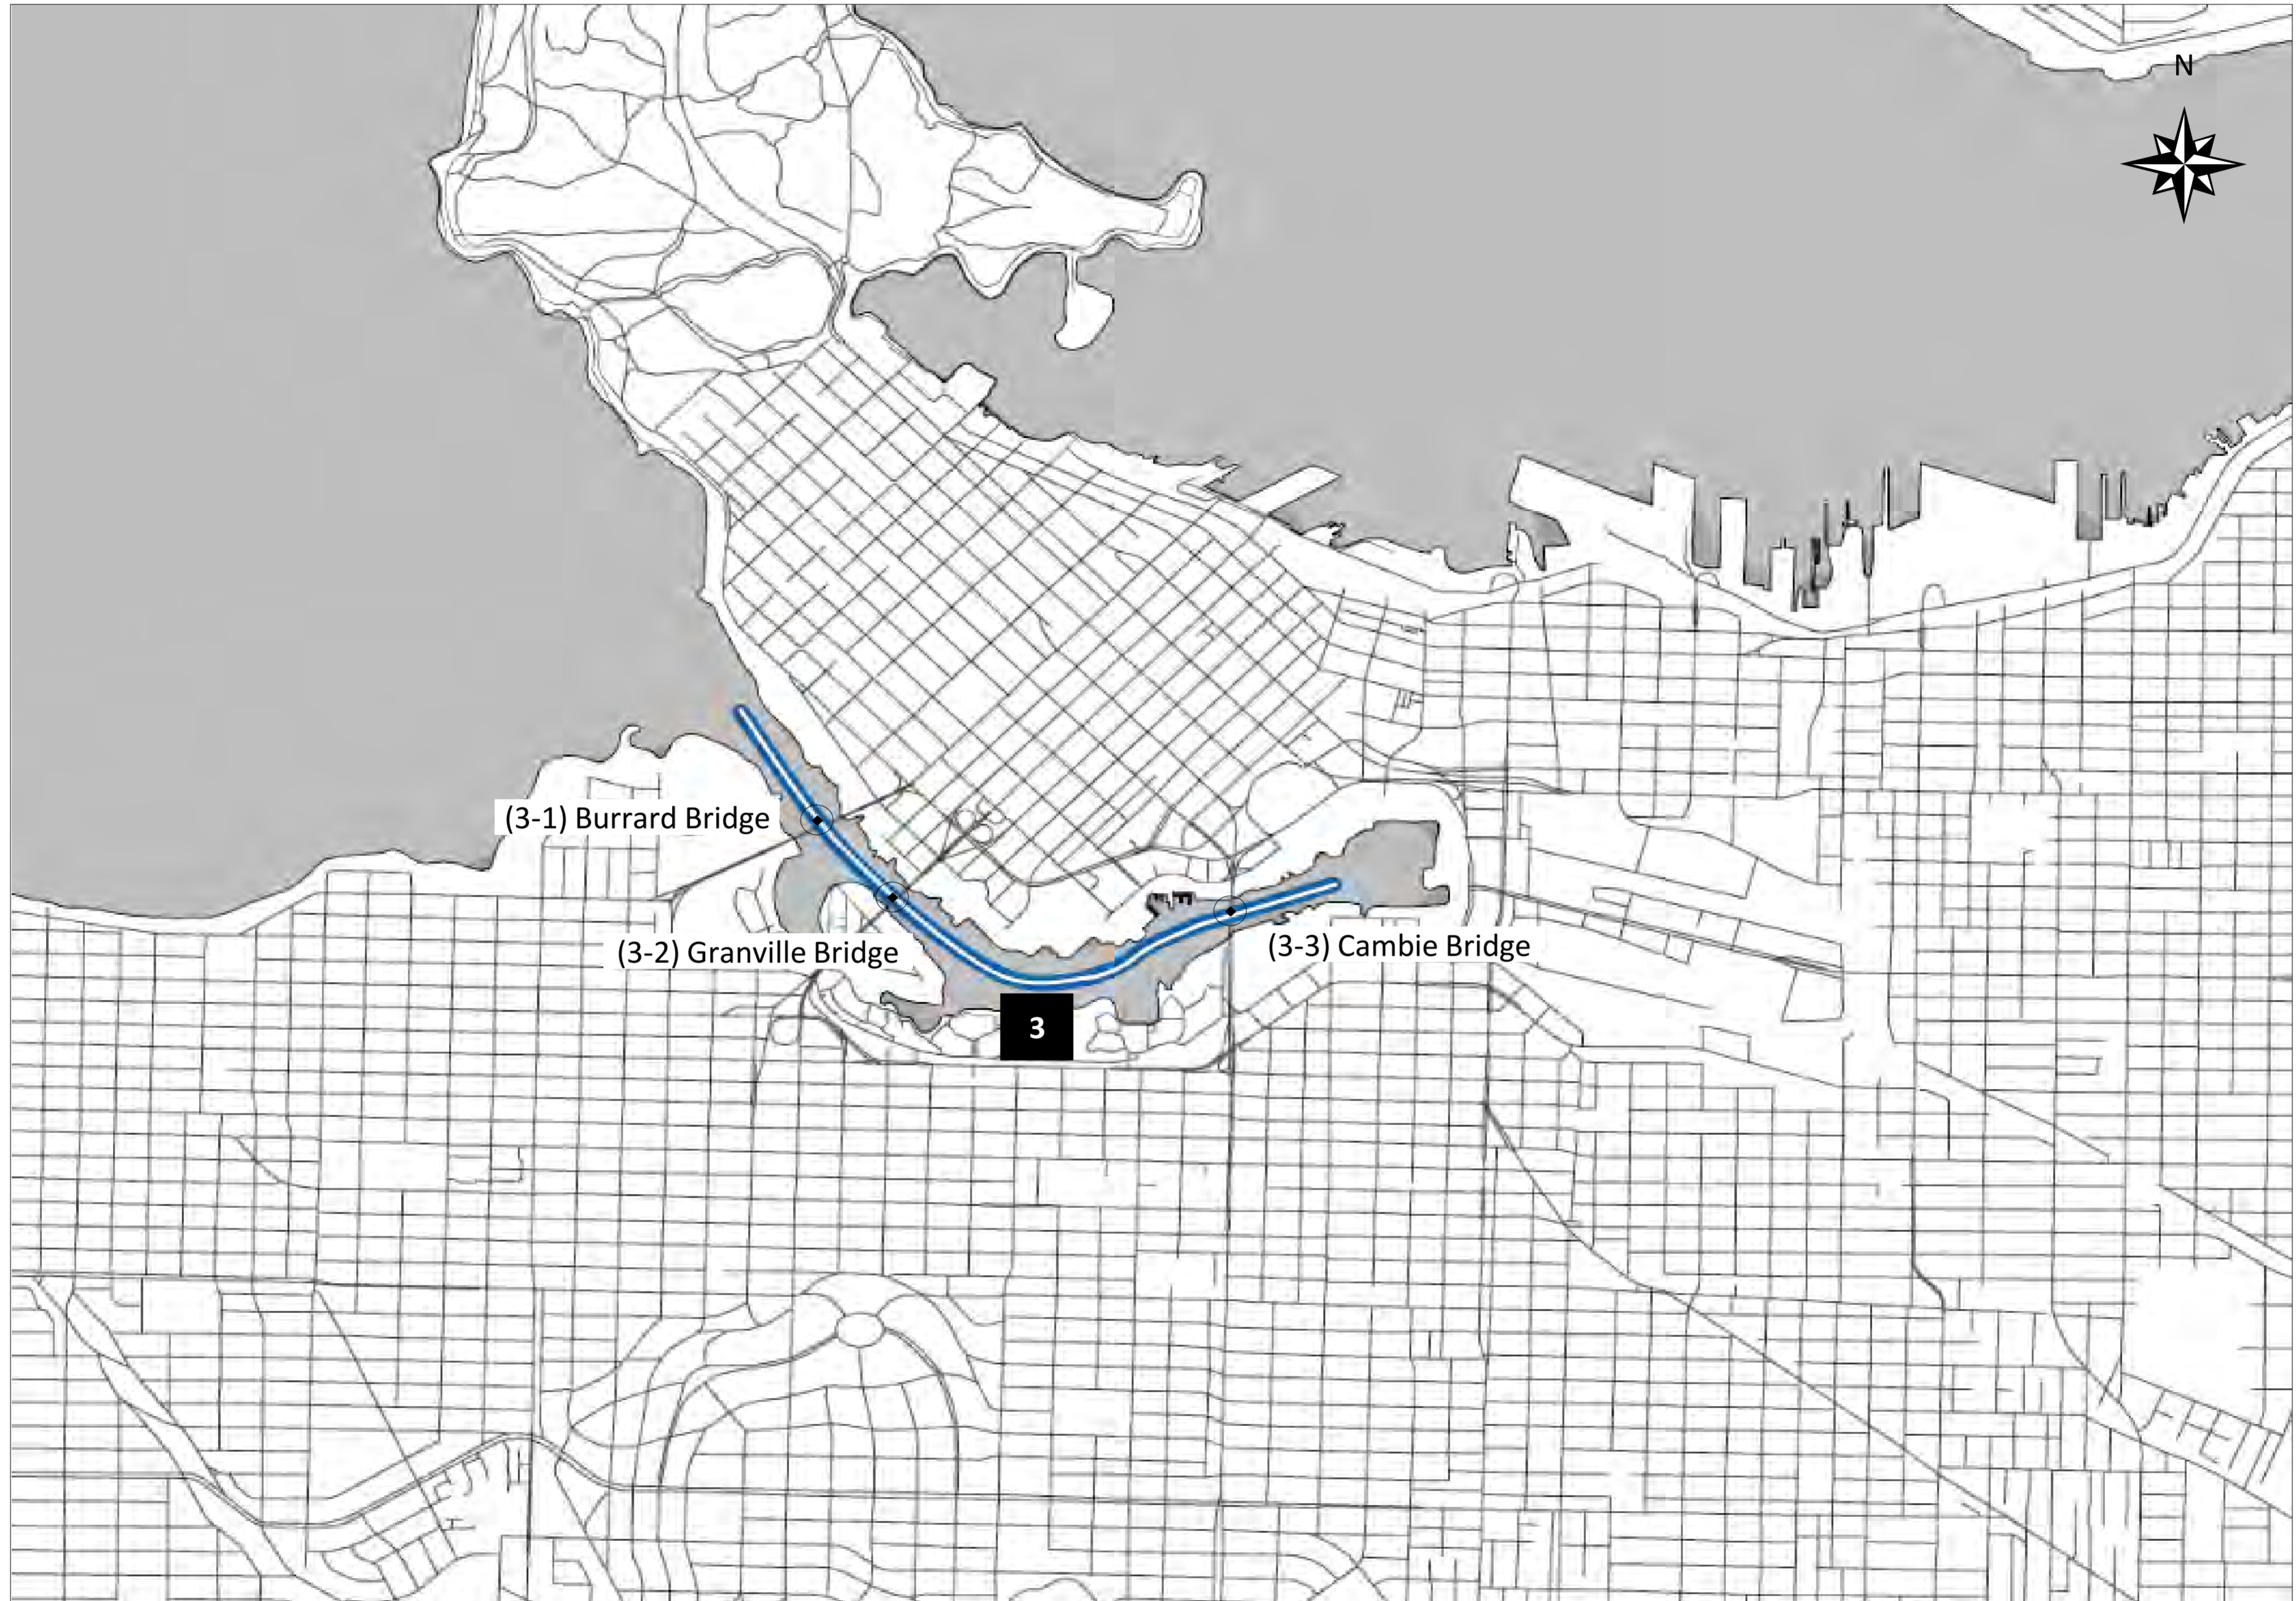 N
(3-1) Burrard Bridge
(3-2) Granville Bridge
(3-3) Cambie Bridge
3